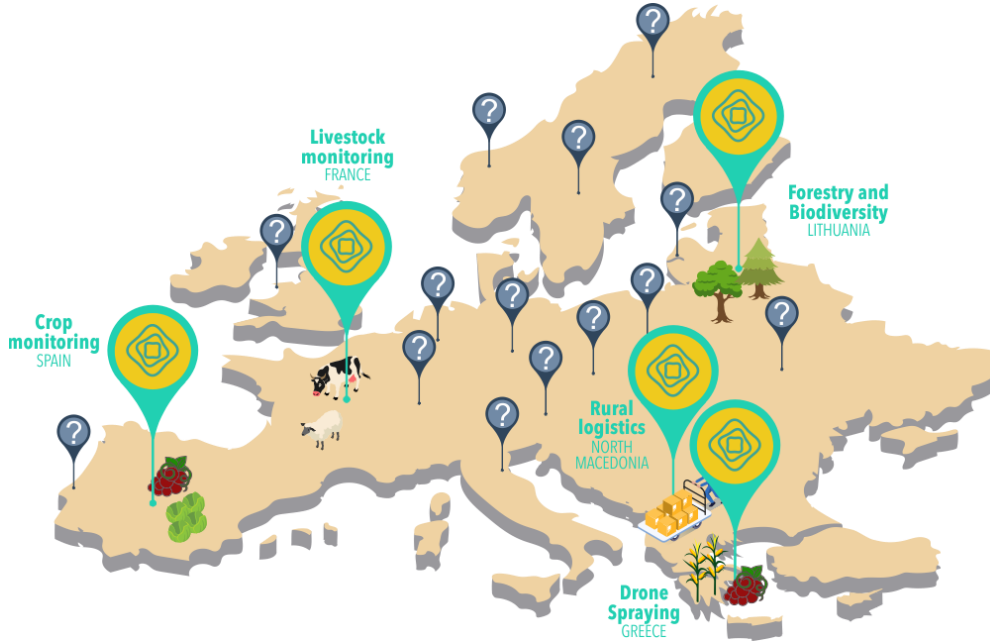 ?
?
?
?
Livestock
monitoring
FRANCE
Forestry and
Biodiversity
LITHUANIA
?
?
?
?
?
?
?
Crop
monitoring
SPAIN
?
?
?
Rural
logistics
NORTH
MACEDONIA
?
Drone
Spraying
GREECE